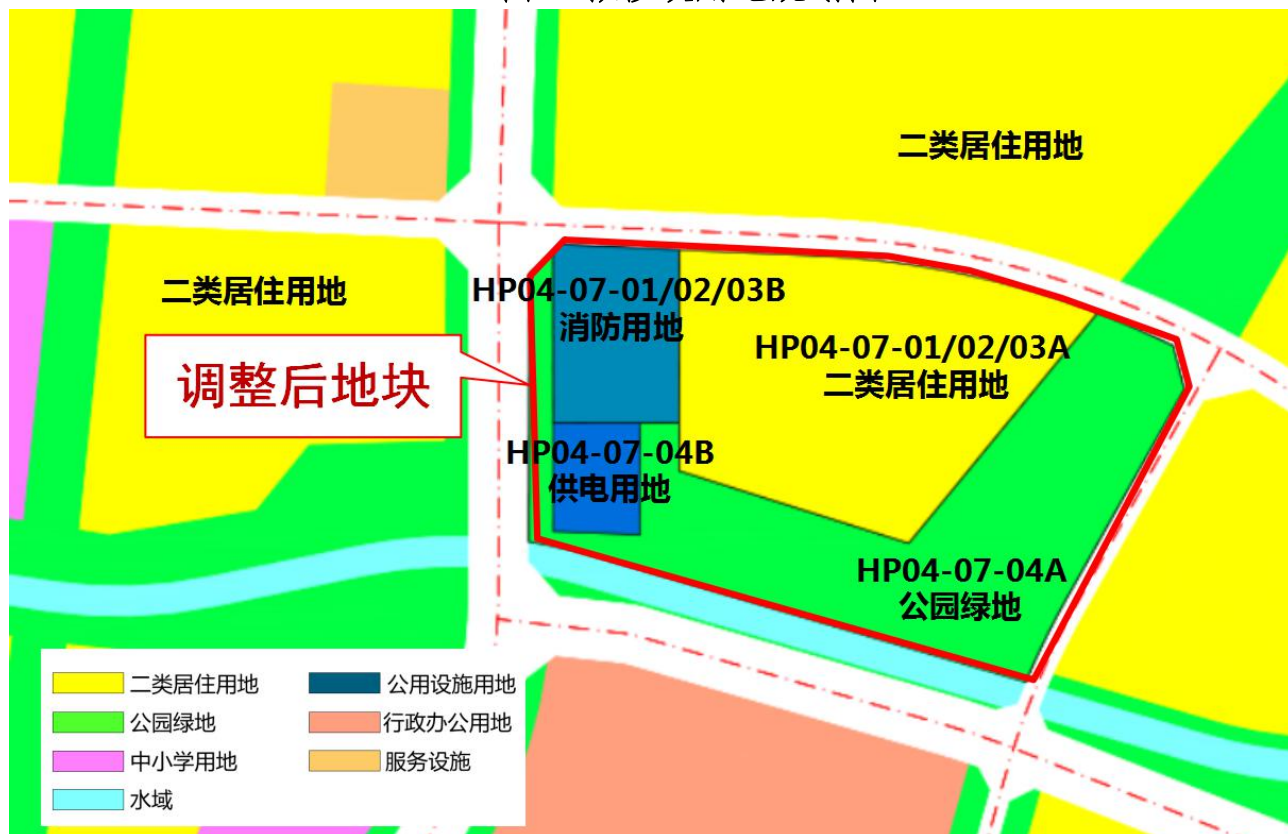 二类居住用地
二类居住用地
HP04-07-01/02/03B
消防用地
HP04-07-01/02/03A
二类居住用地
调整后地块
HP04-07-04B
供电用地
HP04-07-04A
公园绿地
二类居住用地
公用设施用地
公园绿地
行政办公用地
中小学用地
服务设施
水域